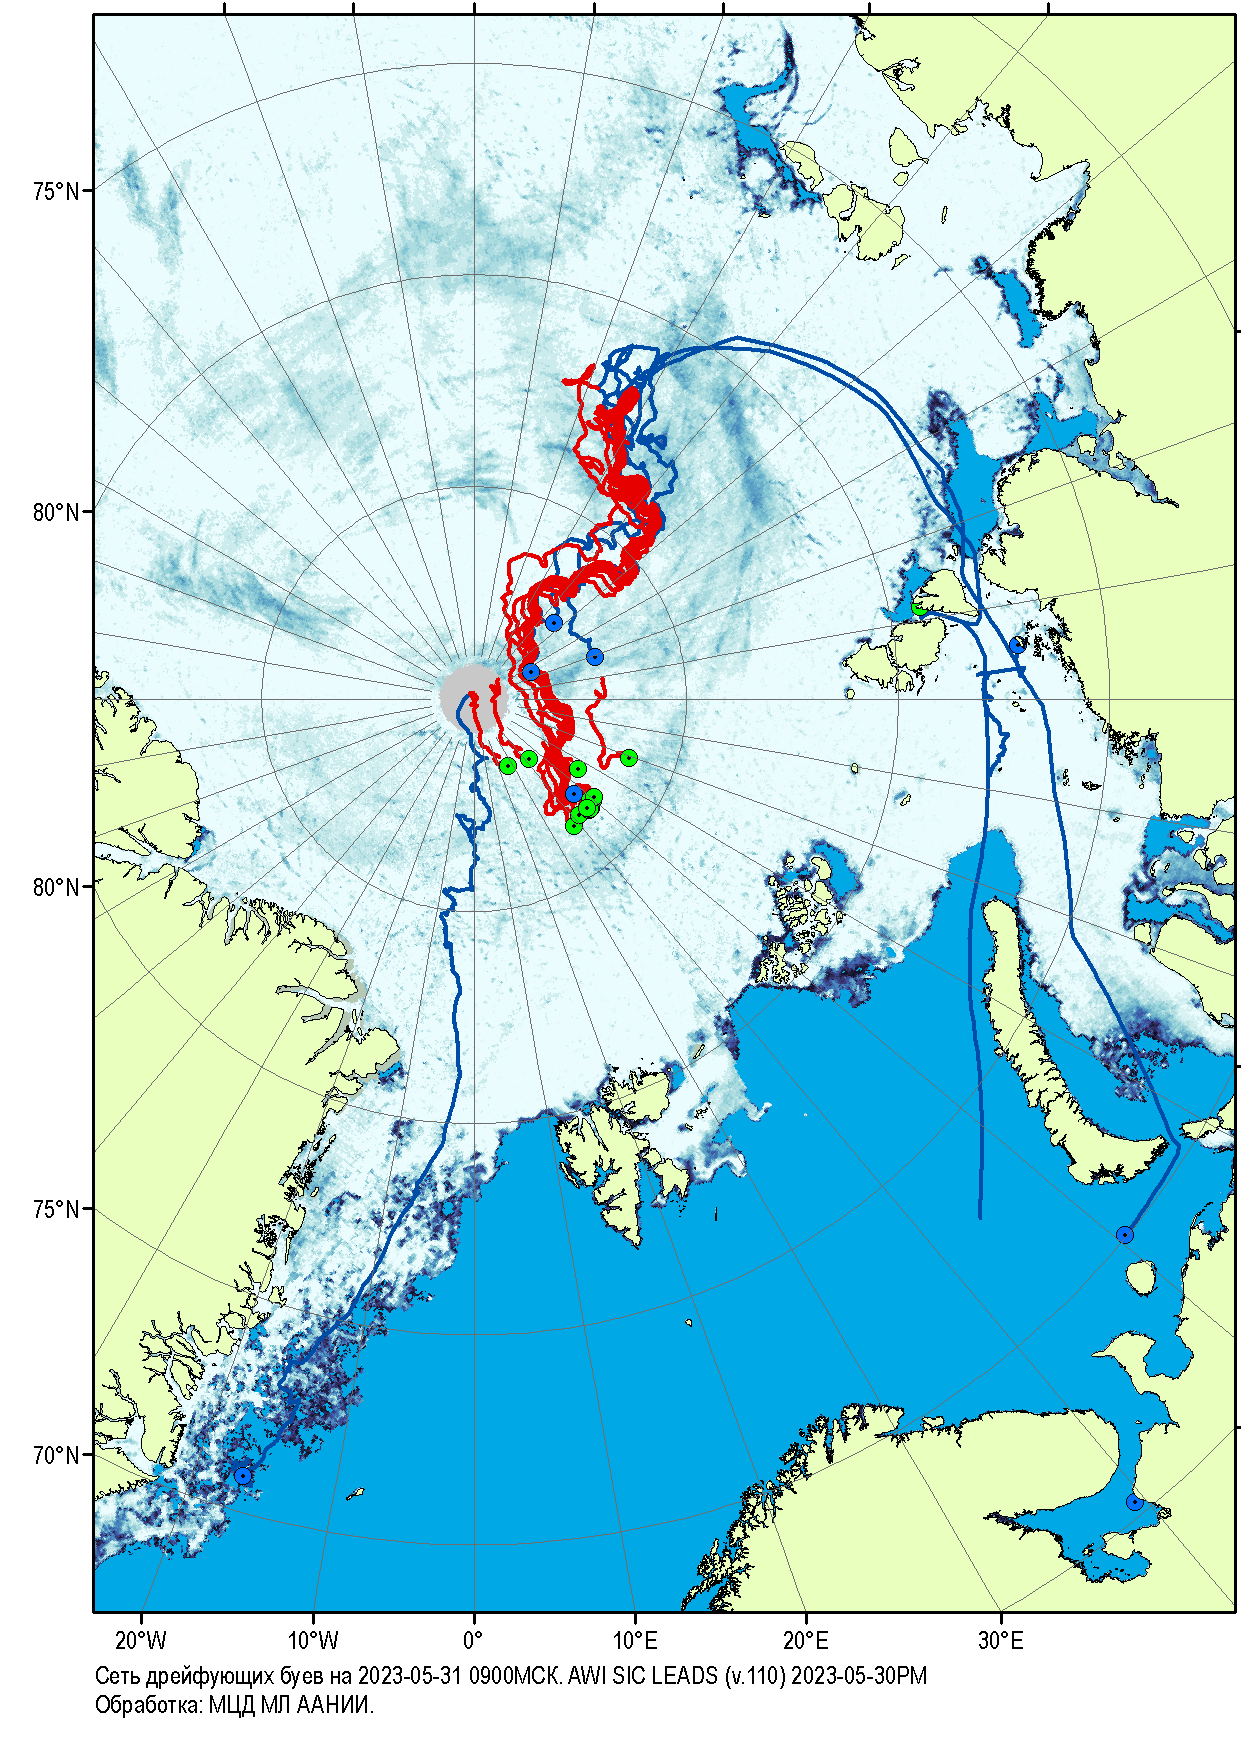 75°N
80°N
80°N
75°N
70°N
20°W 10°W 0° 10°E 20°E 30°E
Сеть дрейфующих буев на 2023-05-31 0900МСК. AWI SIC LEADS (v.110) 2023-05-30PM
Обработка: МЦД МЛ ААНИИ.